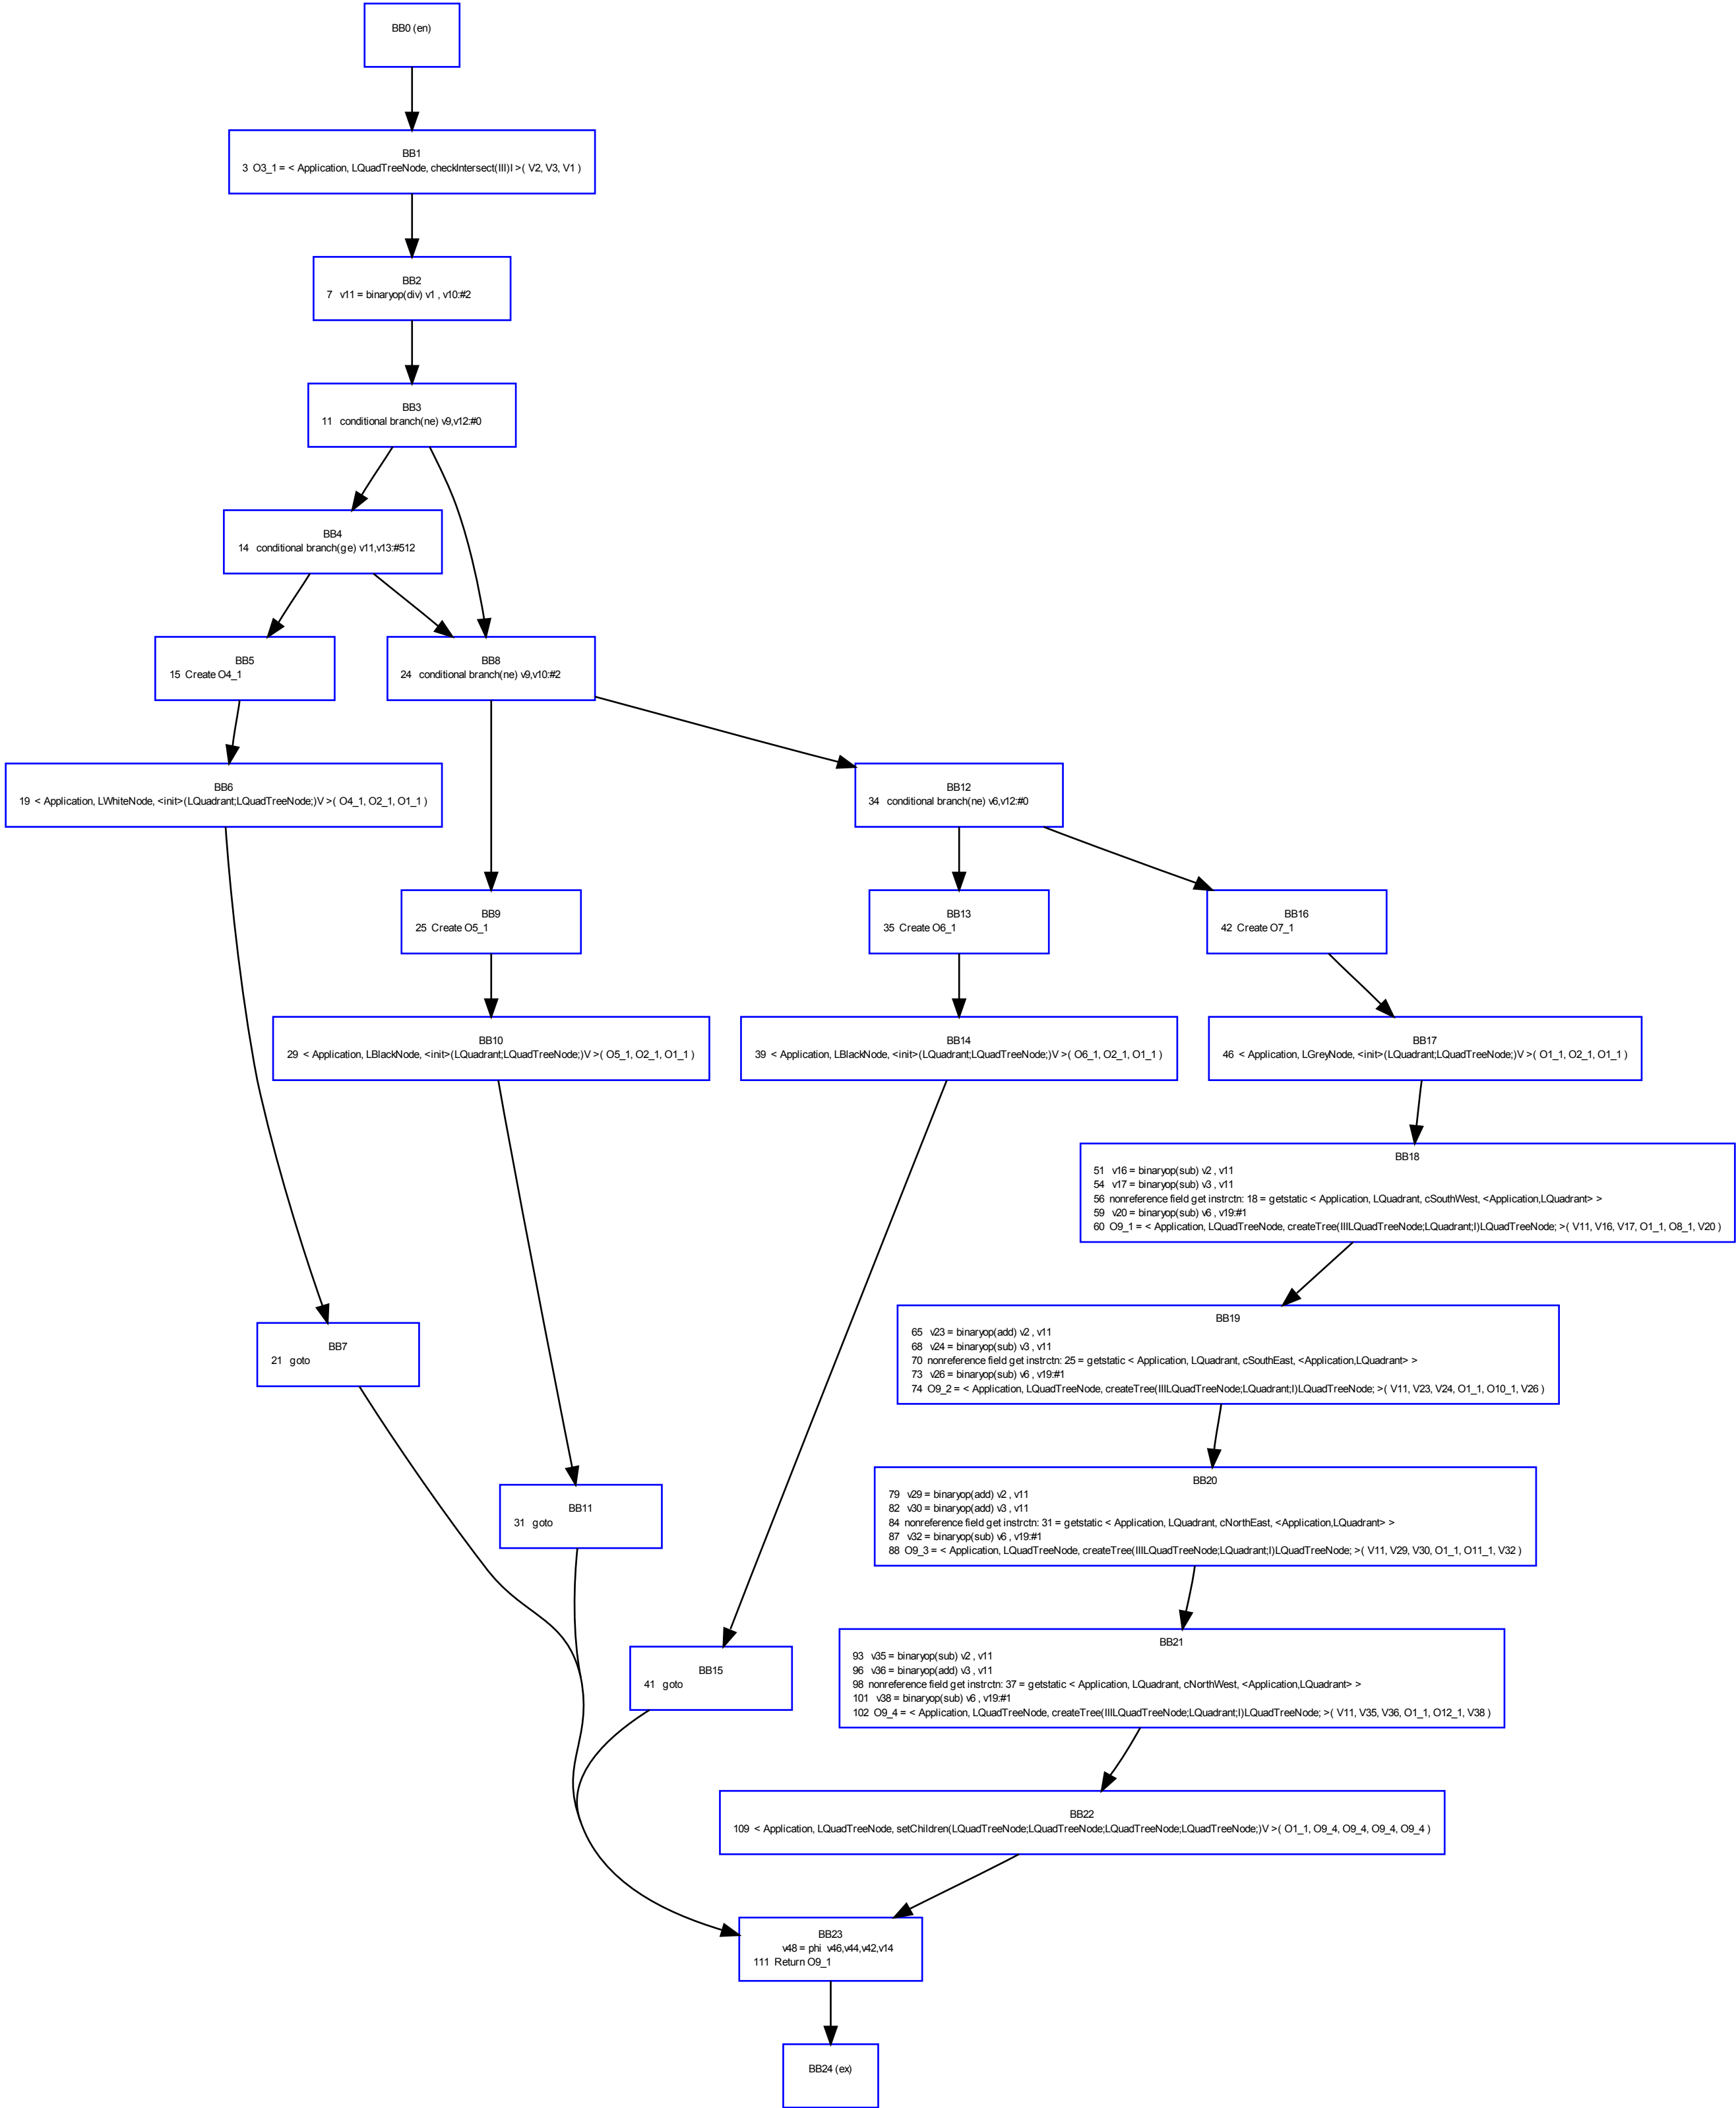 BB0 (en)
BB1
3 O3_1 = < Application, LQuadTreeNode, checkIntersect(III)I >( V2, V3, V1 )
BB2
7 v11 = binaryop(div) v1 , v10:#2
BB3
11 conditional branch(ne) v9,v12:#0
BB4
14 conditional branch(ge) v11,v13:#512
BB5
15 Create O4_1
BB8
24 conditional branch(ne) v9,v10:#2
BB6
19 < Application, LWhiteNode, <init>(LQuadrant;LQuadTreeNode;)V >( O4_1, O2_1, O1_1 )
BB12
34 conditional branch(ne) v6,v12:#0
BB9
25 Create O5_1
BB13
35 Create O6_1
BB16
42 Create O7_1
BB10
29 < Application, LBlackNode, <init>(LQuadrant;LQuadTreeNode;)V >( O5_1, O2_1, O1_1 )
BB14
39 < Application, LBlackNode, <init>(LQuadrant;LQuadTreeNode;)V >( O6_1, O2_1, O1_1 )
BB17
46 < Application, LGreyNode, <init>(LQuadrant;LQuadTreeNode;)V >( O1_1, O2_1, O1_1 )
BB18
51 v16 = binaryop(sub) v2 , v11
54 v17 = binaryop(sub) v3 , v11
56 nonreference field get instrctn: 18 = getstatic < Application, LQuadrant, cSouthWest, <Application,LQuadrant> >
59 v20 = binaryop(sub) v6 , v19:#1
60 O9_1 = < Application, LQuadTreeNode, createTree(IIILQuadTreeNode;LQuadrant;I)LQuadTreeNode; >( V11, V16, V17, O1_1, O8_1, V20 )
BB19
65 v23 = binaryop(add) v2 , v11
68 v24 = binaryop(sub) v3 , v11
70 nonreference field get instrctn: 25 = getstatic < Application, LQuadrant, cSouthEast, <Application,LQuadrant> >
73 v26 = binaryop(sub) v6 , v19:#1
74 O9_2 = < Application, LQuadTreeNode, createTree(IIILQuadTreeNode;LQuadrant;I)LQuadTreeNode; >( V11, V23, V24, O1_1, O10_1, V26 )
BB7
21 goto
BB20
79 v29 = binaryop(add) v2 , v11
82 v30 = binaryop(add) v3 , v11
84 nonreference field get instrctn: 31 = getstatic < Application, LQuadrant, cNorthEast, <Application,LQuadrant> >
87 v32 = binaryop(sub) v6 , v19:#1
88 O9_3 = < Application, LQuadTreeNode, createTree(IIILQuadTreeNode;LQuadrant;I)LQuadTreeNode; >( V11, V29, V30, O1_1, O11_1, V32 )
BB11
31 goto
BB21
93 v35 = binaryop(sub) v2 , v11
96 v36 = binaryop(add) v3 , v11
98 nonreference field get instrctn: 37 = getstatic < Application, LQuadrant, cNorthWest, <Application,LQuadrant> >
101 v38 = binaryop(sub) v6 , v19:#1
102 O9_4 = < Application, LQuadTreeNode, createTree(IIILQuadTreeNode;LQuadrant;I)LQuadTreeNode; >( V11, V35, V36, O1_1, O12_1, V38 )
BB15
41 goto
BB22
109 < Application, LQuadTreeNode, setChildren(LQuadTreeNode;LQuadTreeNode;LQuadTreeNode;LQuadTreeNode;)V >( O1_1, O9_4, O9_4, O9_4, O9_4 )
BB23
v48 = phi v46,v44,v42,v14
111 Return O9_1
BB24 (ex)